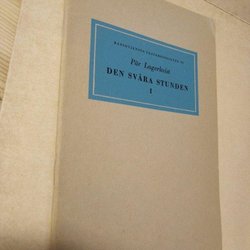 Pär Lagerkvist
DEN SVÅRA STUNDEN
I